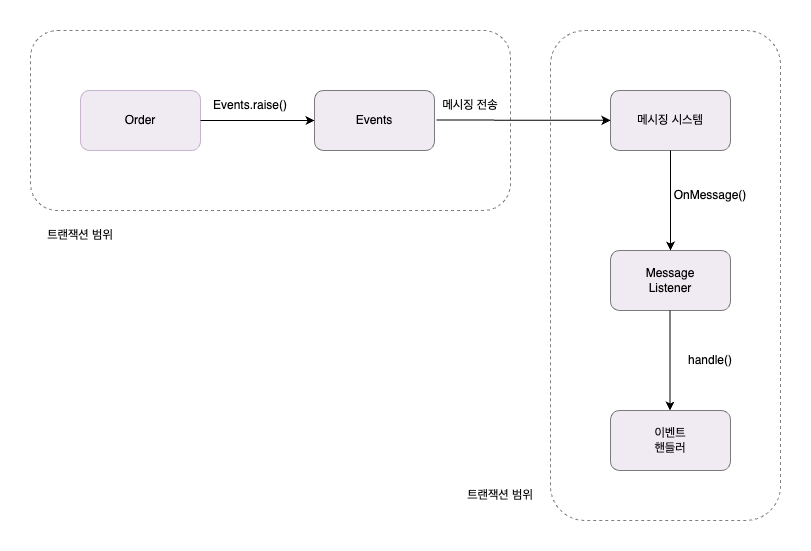 Order
Events.raise()
Events
메시징 전송
메시징 시스템
트랜잭션 범위
OnMessage()
Message
Listener
handle()
이벤트
핸들러
트랜잭션 범위